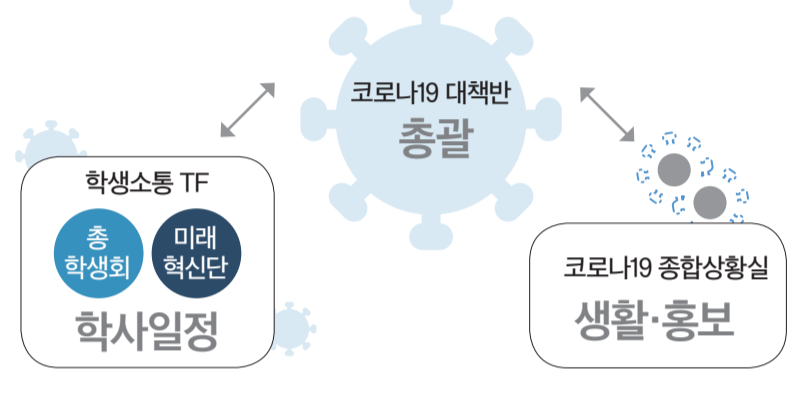 코로나19 대책반
총괄
학생소통 TF
총
학생회
미래
혁신단
학사일정
코로나19 종합상황실
생활·홍보